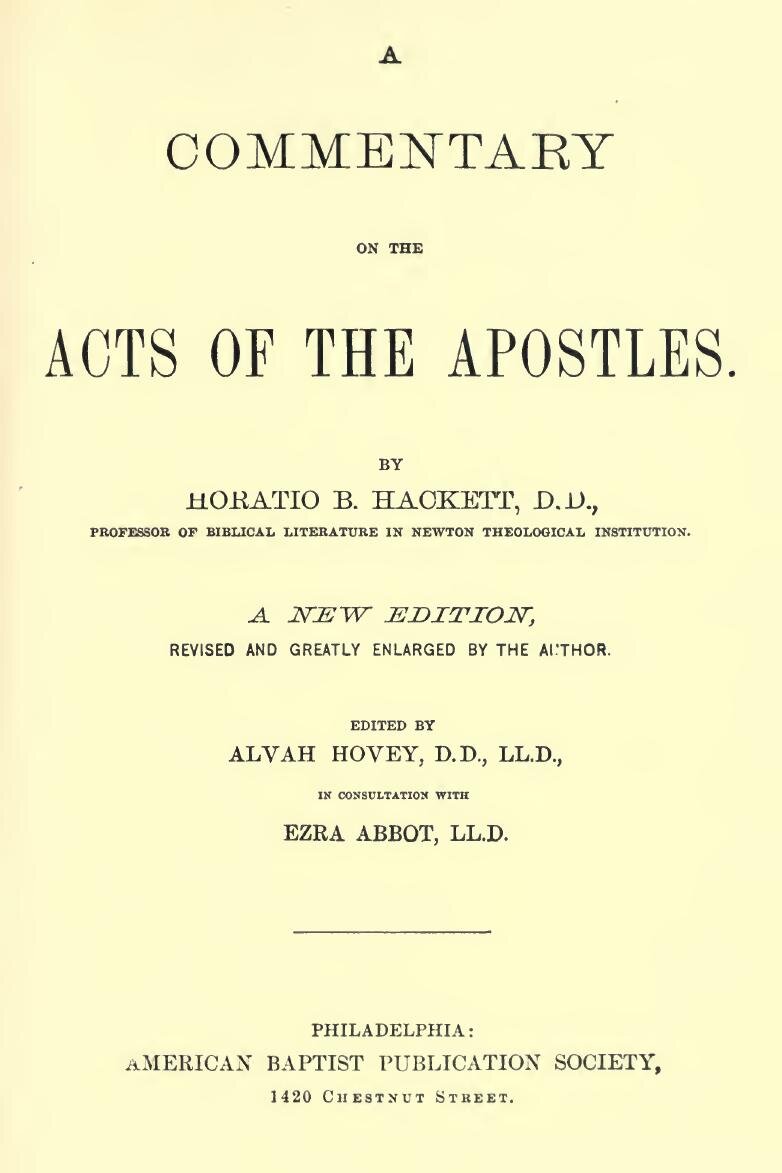 A
COMMENTARY
ON THE
ACTS OF THE APOSTLES.
BY
HORATIO B. HACKETT, D.D.,
PROFESSOR OF BIBLICAL LITERATURE IN NEWTON THEOLOGICAL INSTITUTION.
A NEW EDITION,
REVISED AND GREATLY ENLARGED BY THE AUTHOR.
EDITED BY
ALVAH HOVEY, D.D., LL.D.,
IN CONSULTATION WITH
EZRA ABBOT, LL.D.
PHILADELPHIA:
AMERICAN BAPTIST PUBLICATION SOCIETY,
1420 CHESTNUT STREET.